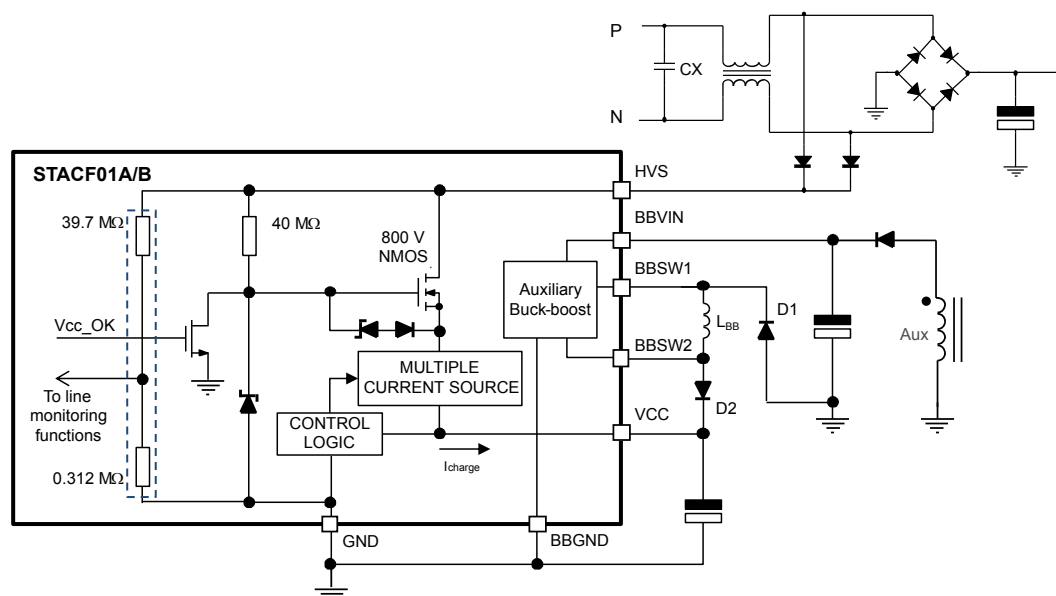 P
CX
N
STACF01A/B
HVS
39.7 MΩ
40 MΩ
800 V
NMOS
BBVIN
BBSW1
Auxiliary
Buck-boost
LBB
D1
Aux
Vcc_OK
BBSW2
MULTIPLE
CURRENT SOURCE
To line
monitoring
functions
D2
VCC
CONTROL
LOGIC
Icharge
0.312 MΩ
GND
BBGND